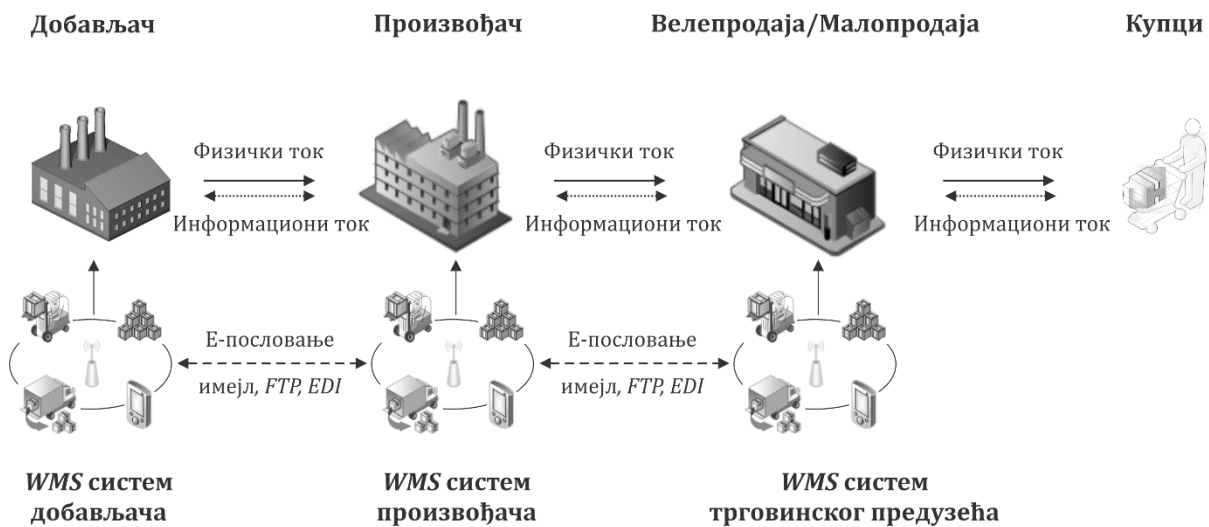 Добављач
Произвођач
Велепродаја/Малопродаја
Купци
Физички ток
Информациони ток
Физички ток
Информациони ток
Физички ток
Информациони ток
Е-пословање
имејл, FTP, EDI
Е-пословање
имејл, FTP, EDI
WMS систем
добављача
WMS систем
произвођача
WMS систем
трговинског предузећа